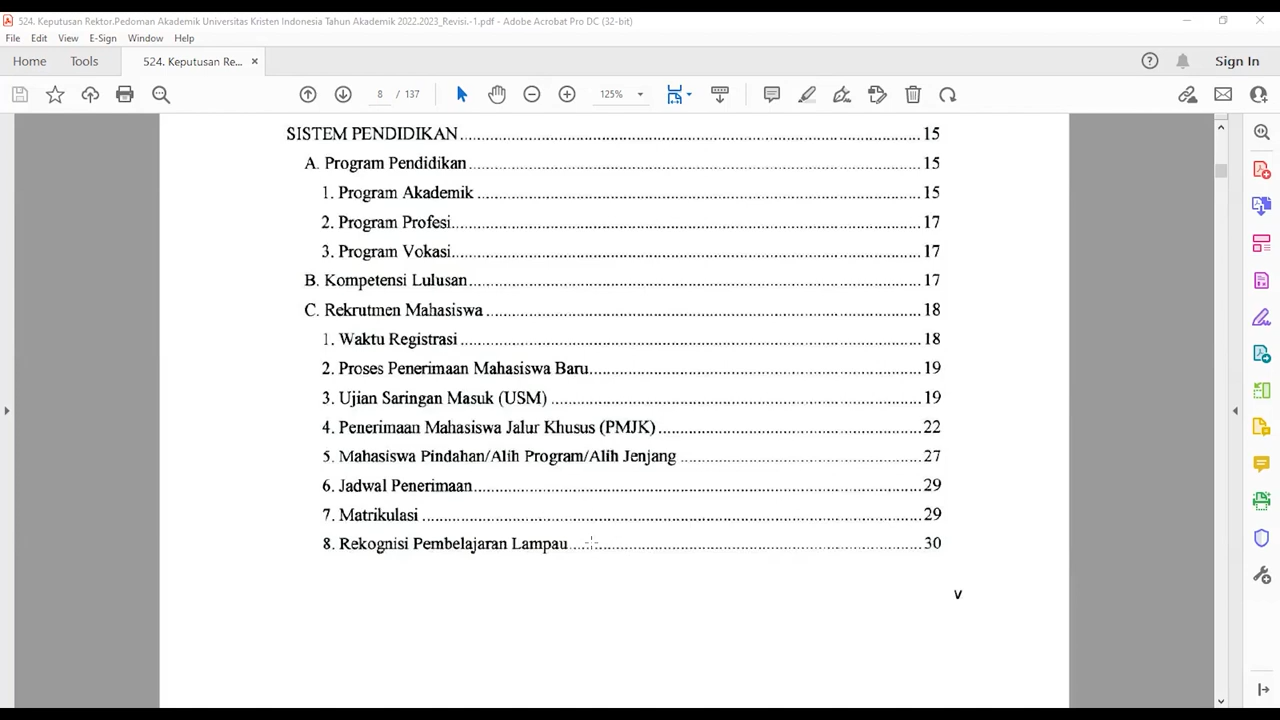 524. Keputusan Rektor.Pedoman Akademik Universitas Kristen Indonesia Tahun Akademik 2022.2023_Revisi.-1.pdf - Adobe Acrobat Pro DC (32-bit)
File Edit View E-Sign Window Help
Home Tools 524. Keputusan Re... ×
Sign In
8 / 137 125%
SISTEM PENDIDIKAN 15
A. Program Pendidikan 15
1. Program Akademik 15
2. Program Profesi 17
3. Program Vokasi 17
B. Kompetensi Lulusan 17
C. Rekrutmen Mahasiswa 18
1. Waktu Registrasi 18
2. Proses Penerimaan Mahasiswa Baru 19
3. Ujian Saringan Masuk (USM) 19
4. Penerimaan Mahasiswa Jalur Khusus (PMJK) 22
5. Mahasiswa Pindahan/Alih Program/Alih Jenjang 27
6. Jadwal Penerimaan 29
7. Matrikulasi 29
8. Rekognisi Pembelajaran Lampau 30
v